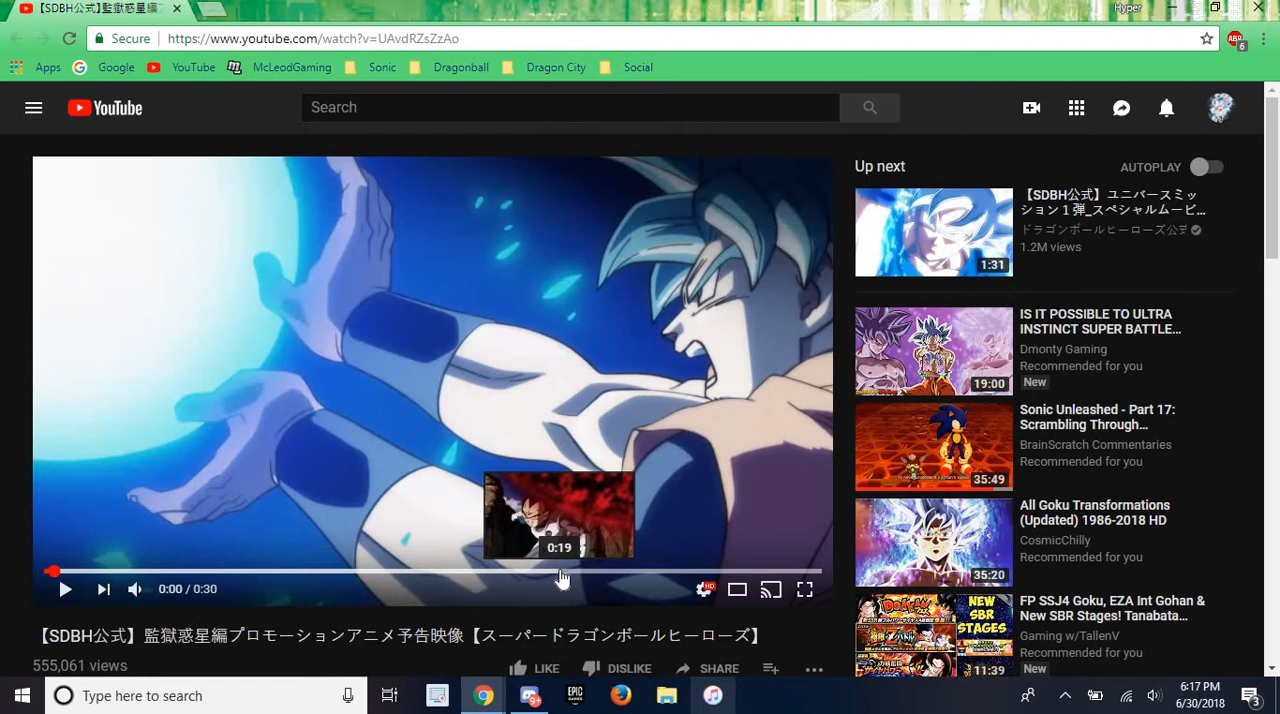 【SDBH公式】監獄惑星編プ
Hyper
Secure
https://www.youtube.com/watch?v=UAvdRZsZzAo
ABP
6
Apps
Google
YouTube
McLeodGaming
Sonic
Dragonball
Dragon City
Social
YouTube
Search
0:19
0:00 / 0:30
HD
【SDBH公式】監獄惑星編プロモーションアニメ予告映像【スーパードラゴンボールヒーローズ】
555,061 views
LIKE
DISLIKE
SHARE
Up next
AUTOPLAY
1:31
【SDBH公式】ユニバースミッ
ション１弾_スペシャルムービ...
ドラゴンボールヒーローズ公式
1.2M views
19:00
IS IT POSSIBLE TO ULTRA
INSTINCT SUPER BATTLE...
Dmonty Gaming
Recommended for you
New
35:49
Sonic Unleashed - Part 17:
Scrambling Through...
BrainScratch Commentaries
Recommended for you
35:20
All Goku Transformations
(Updated) 1986-2018 HD
CosmicChilly
Recommended for you
NEW
SBR
STAGES!
11:39
FP SSJ4 Goku, EZA Int Gohan &
New SBR Stages! Tanabata...
Gaming w/TallenV
Recommended for you
New
Type here to search
9+
EPIC
GAMES
6:17 PM
6/30/2018
3